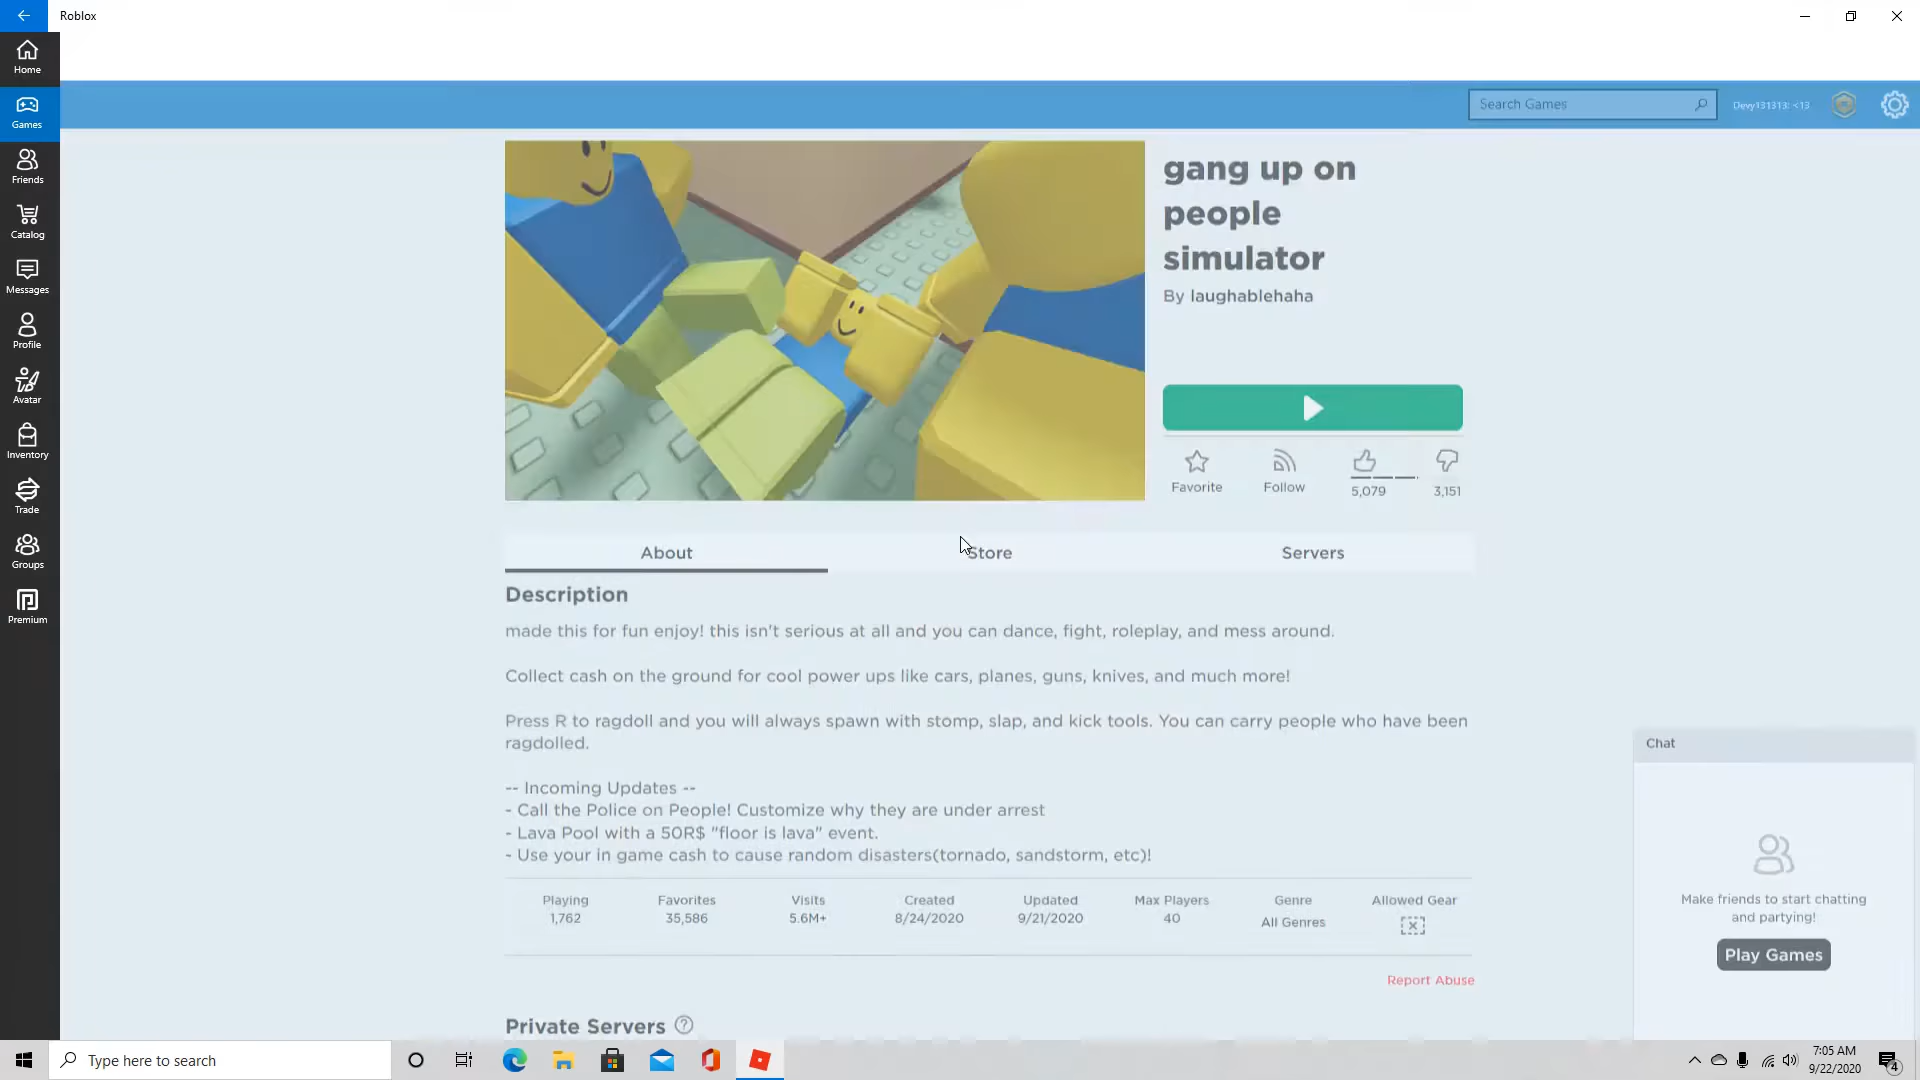 Roblox
Home
Games
Friends
Catalog
Messages
Profile
Avatar
Inventory
Trade
Groups
Premium
Search Games
Devy131313: <13
gang up on
people
simulator
By laughablehaha
Favorite
Follow
5,079
3,151
About
Store
Servers
Description
made this for fun enjoy! this isn't serious at all and you can dance, fight, roleplay, and mess around.
Collect cash on the ground for cool power ups like cars, planes, guns, knives, and much more!
Press R to ragdoll and you will always spawn with stomp, slap, and kick tools. You can carry people who have been
ragdolled.
-- Incoming Updates --
- Call the Police on People! Customize why they are under arrest
- Lava Pool with a 50R$ "floor is lava" event.
- Use your in game cash to cause random disasters(tornado, sandstorm, etc)!
Playing
Favorites
Visits
Created
Updated
Max Players
Genre
Allowed Gear
1,762
35,586
5.6M+
8/24/2020
9/21/2020
40
All Genres
Report Abuse
Private Servers
Chat
Make friends to start chatting
and partying!
Play Games
Type here to search
7:05 AM
9/22/2020
4